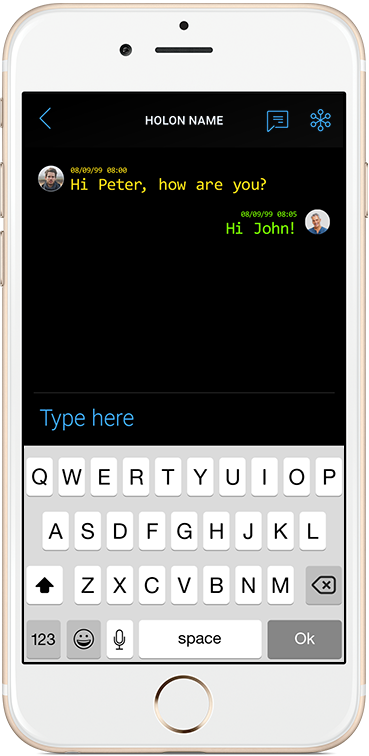 HOLON NAME
08/09/99 08:00
Hi Peter, how are you?
08/09/99 08:05
Hi John!
Type here
Q W E R T Y U I O P
A S D F G H J K L
Z X C V B N M
123 space Ok